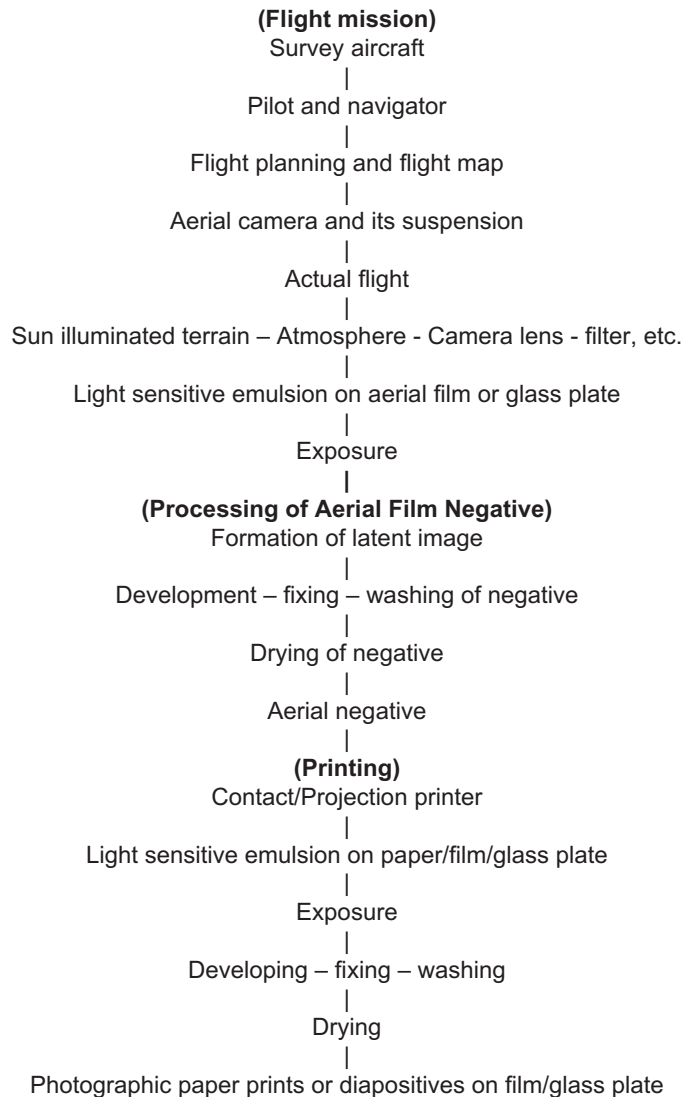 (Flight mission)
Survey aircraft
|
Pilot and navigator
|
Flight planning and flight map
|
Aerial camera and its suspension
|
Actual flight
|
Sun illuminated terrain – Atmosphere - Camera lens - filter, etc.
|
Light sensitive emulsion on aerial film or glass plate
|
Exposure
|
(Processing of Aerial Film Negative)
Formation of latent image
|
Development – fixing – washing of negative
|
Drying of negative
|
Aerial negative
|
(Printing)
Contact/Projection printer
|
Light sensitive emulsion on paper/film/glass plate
|
Exposure
|
Developing – fixing – washing
|
Drying
|
Photographic paper prints or diapositives on film/glass plate